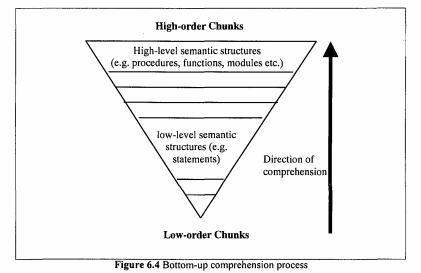 High-order Chunks
High-level semantic structures
(e.g. procedures, functions, modules etc.)
low-level semantic
structures (e.g.
statements)
Direction of
comprehension
Low-order Chunks
Figure 6.4 Bottom-up comprehension process